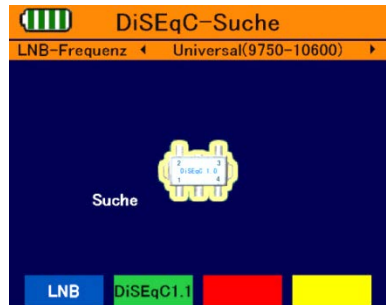 DiSEqC-Suche
LNB-Frequenz Universal(9750-10600)
2 3
DiSEqC 1.0
1 4
Suche
LNB DiSEqC1.1